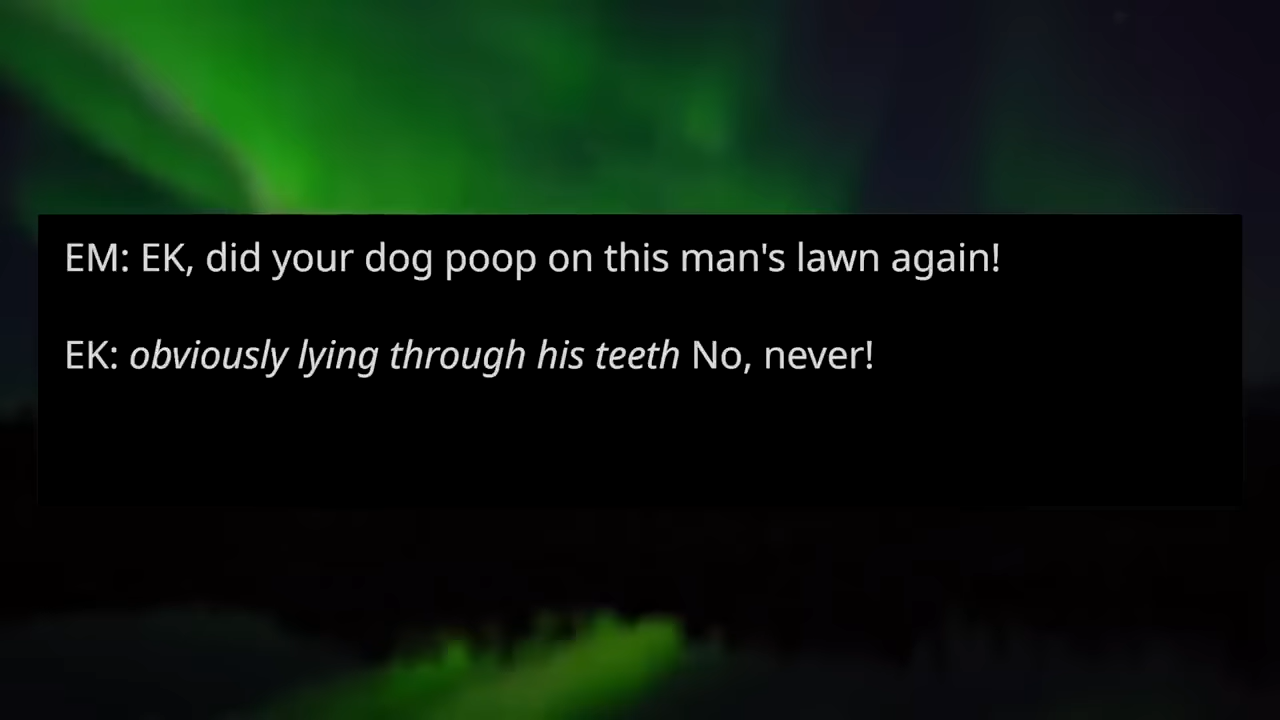 EM: EK, did your dog poop on this man's lawn again!
EK: obviously lying through his teeth No, never!